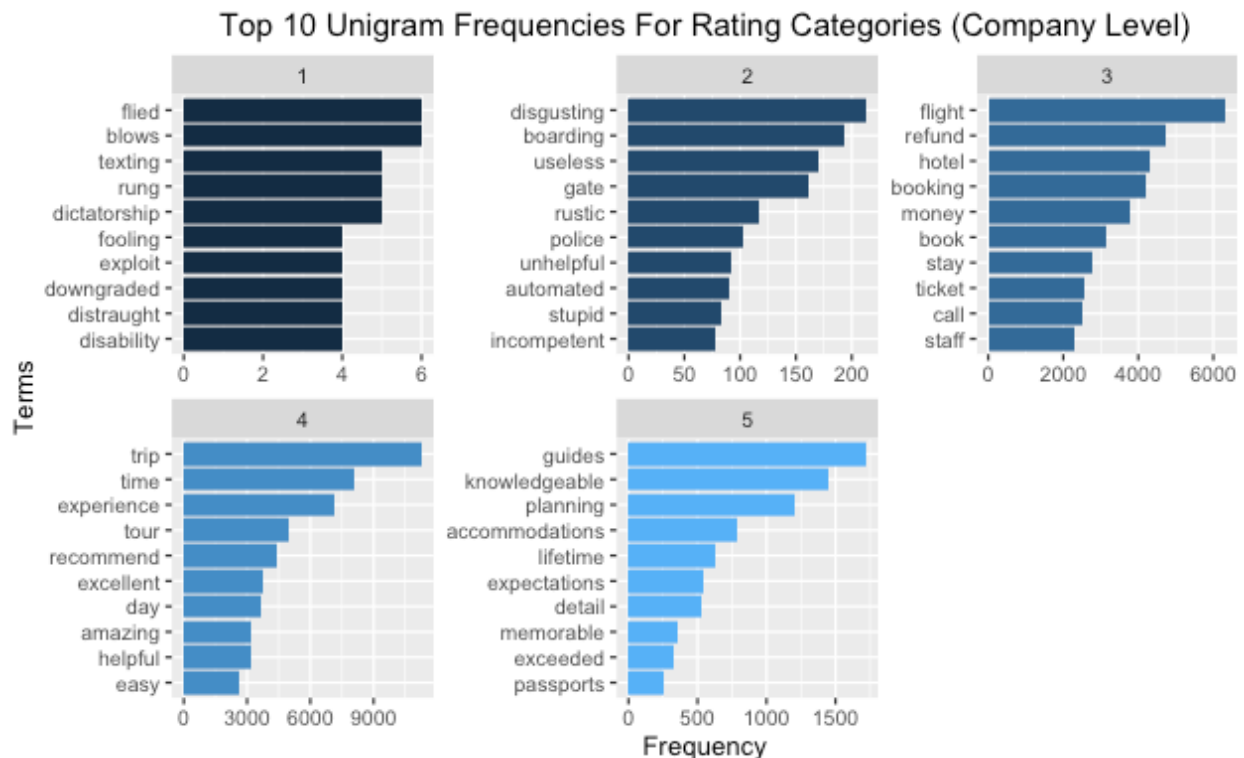 Top 10 Unigram Frequencies For Rating Categories (Company Level)
Terms
1
flied
blows
texting
rung
dictatorship
fooling
exploit
downgraded
distraught
disability
0 2 4 6
2
disgusting
boarding
useless
gate
rustic
police
unhelpful
automated
stupid
incompetent
0 50 100 150 200
3
flight
refund
hotel
booking
money
book
stay
ticket
call
staff
0 2000 4000 6000
4
trip
time
experience
tour
recommend
excellent
day
amazing
helpful
easy
0 3000 6000 9000
5
guides
knowledgeable
planning
accommodations
lifetime
expectations
detail
memorable
exceeded
passports
0 500 1000 1500
Frequency